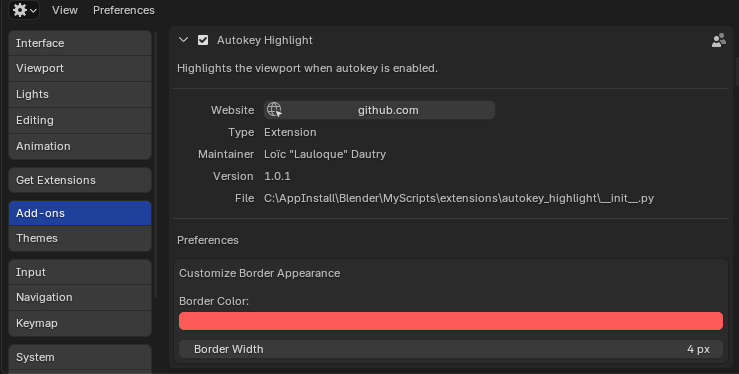 View Preferences
Interface
Viewport
Lights
Editing
Animation
Get Extensions
Add-ons
Themes
Input
Navigation
Keymap
System
Autokey Highlight
Highlights the viewport when autokey is enabled.
Website github.com
Type Extension
Maintainer Loïc "Lauloque" Dautry
Version 1.0.1
File C:\AppInstall\Blender\MyScripts\extensions\autokey_highlight\__init__.py
Preferences
Customize Border Appearance
Border Color:
Border Width 4 px